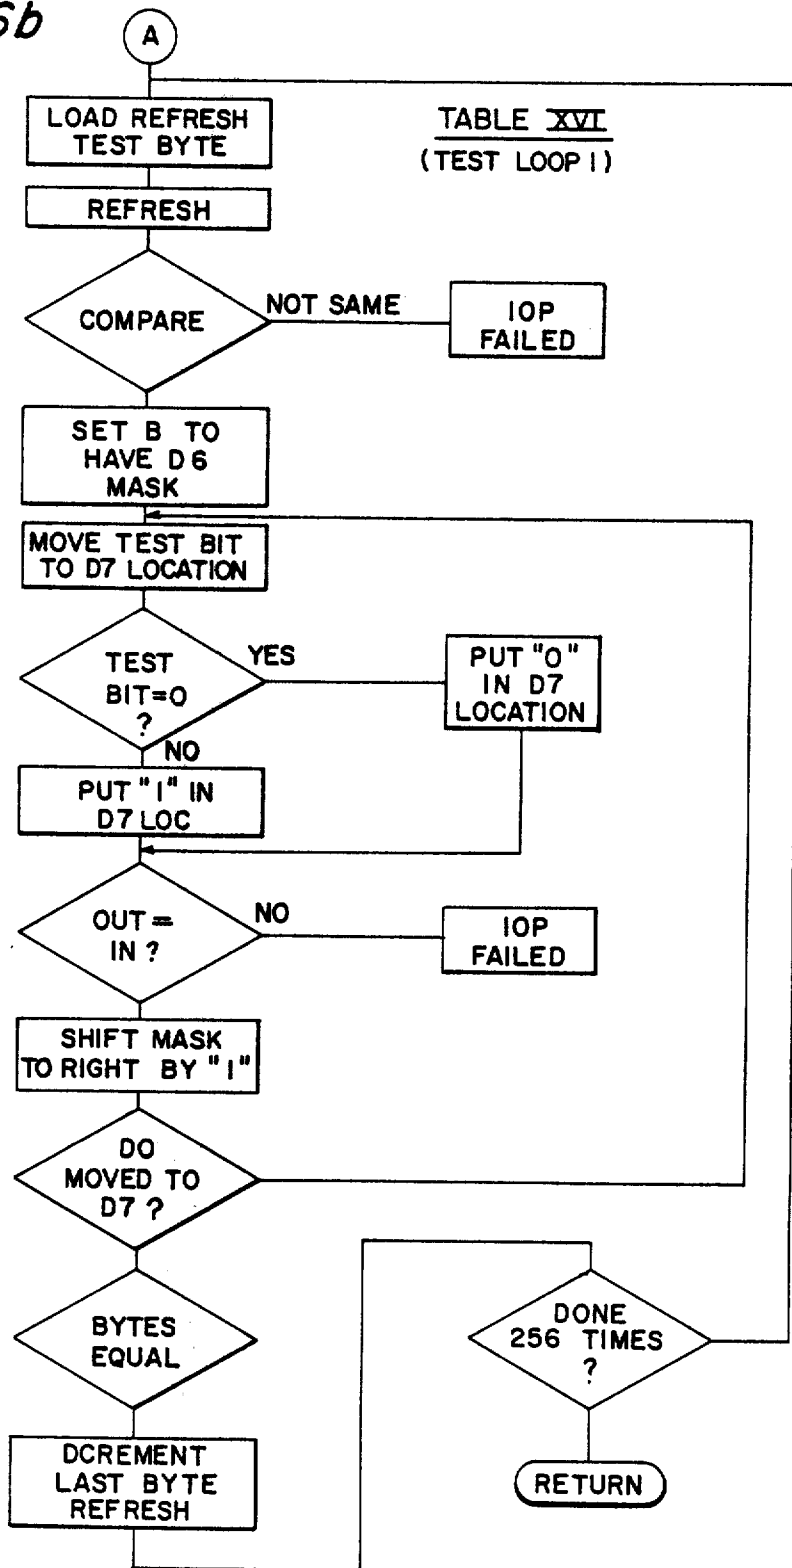 6b
A
LOAD REFRESH
TEST BYTE
TABLE XVI
(TEST LOOP 1)
REFRESH
COMPARE
NOT SAME
IOP
FAILED
SET B TO
HAVE D6
MASK
MOVE TEST BIT
TO D7 LOCATION
TEST
BIT=0
?
YES
PUT "0"
IN D7
LOCATION
NO
PUT "1" IN
D7 LOC
OUT =
IN ?
NO
IOP
FAILED
SHIFT MASK
TO RIGHT BY "1"
DO
MOVED TO
D7 ?
BYTES
EQUAL
DONE
256 TIMES
?
DCREMENT
LAST BYTE
REFRESH
RETURN